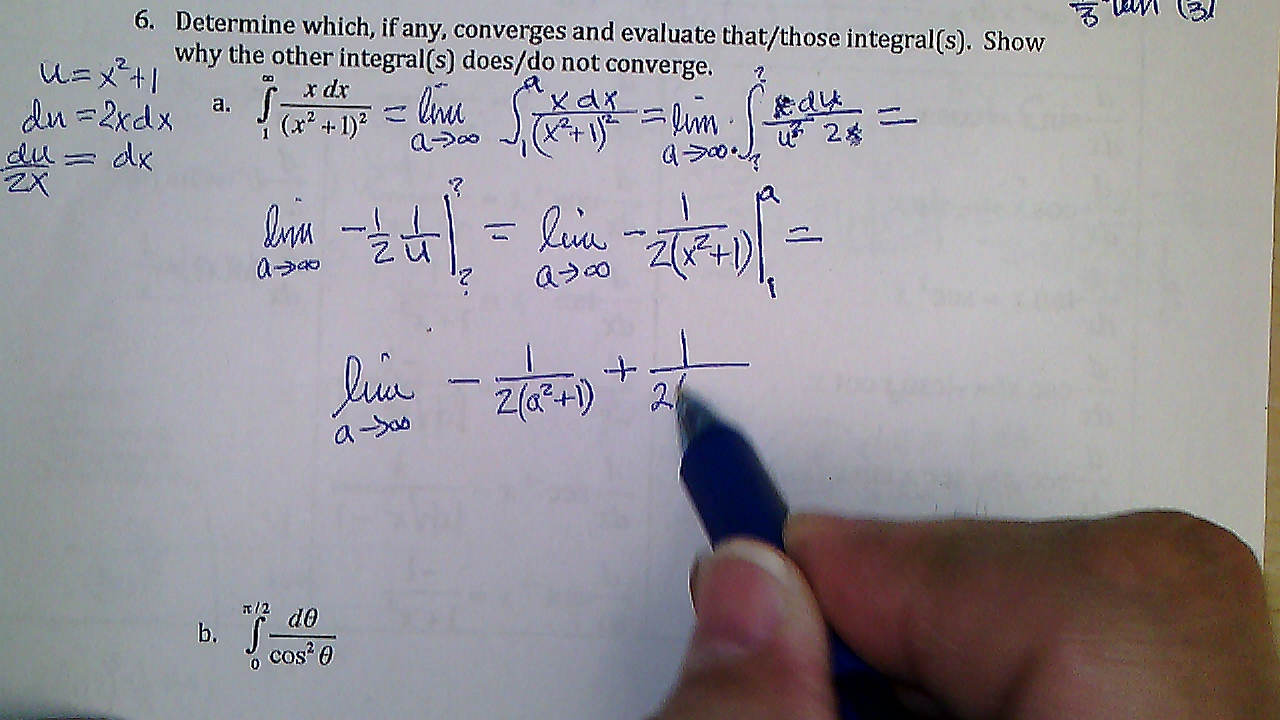 6. Determine which, if any, converges and evaluate that/those integral(s). Show
why the other integral(s) does/do not converge.
u = x²+1
du = 2xdx
du/2x = dx
a. ∫₁^∞ x dx/(x² + 1)² = lim a→∞ ∫₁^a x dx/(x²+1)² = lim a→∞ ∫_?^? x du/u² 2x =
lim a→∞ -1/2 1/u |_?^? = lim a→∞ - 1/2(x²+1) |₁^a =
lim a→∞ - 1/2(a²+1) + 1/2(
b. ∫₀^π/2 dθ/cos² θ